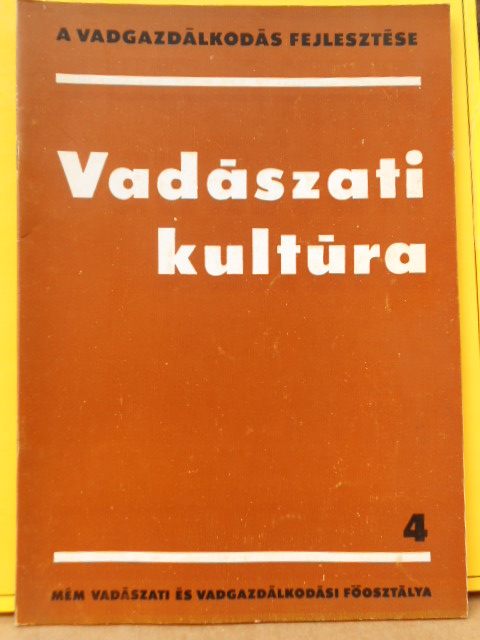 A VADGAZDÁLKODÁS FEJLESZTÉSE
Vadászati
kultúra
4
MÉM VADÁSZATI ÉS VADGAZDÁLKODÁSI FŐOSZTÁLYA